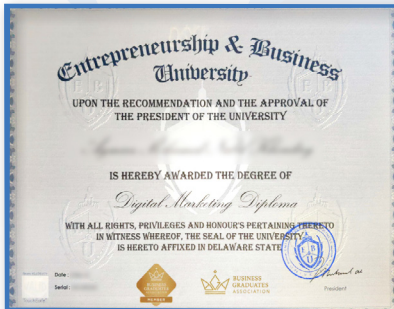 Entrepreneurship & Business
University
UPON THE RECOMMENDATION AND THE APPROVAL OF
THE PRESIDENT OF THE UNIVERSITY
IS HEREBY AWARDED THE DEGREE OF
Digital Marketing Diploma
WITH ALL RIGHTS, PRIVILEGES AND HONOUR'S PERTAINING THERETO
IN WITNESS WHEREOF, THE SEAL OF THE UNIVERSITY
IS HERETO AFFIXED IN DELAWARE STATE
Date :
Serial :
BUSINESS
GRADUATES
ASSOCIATION
President